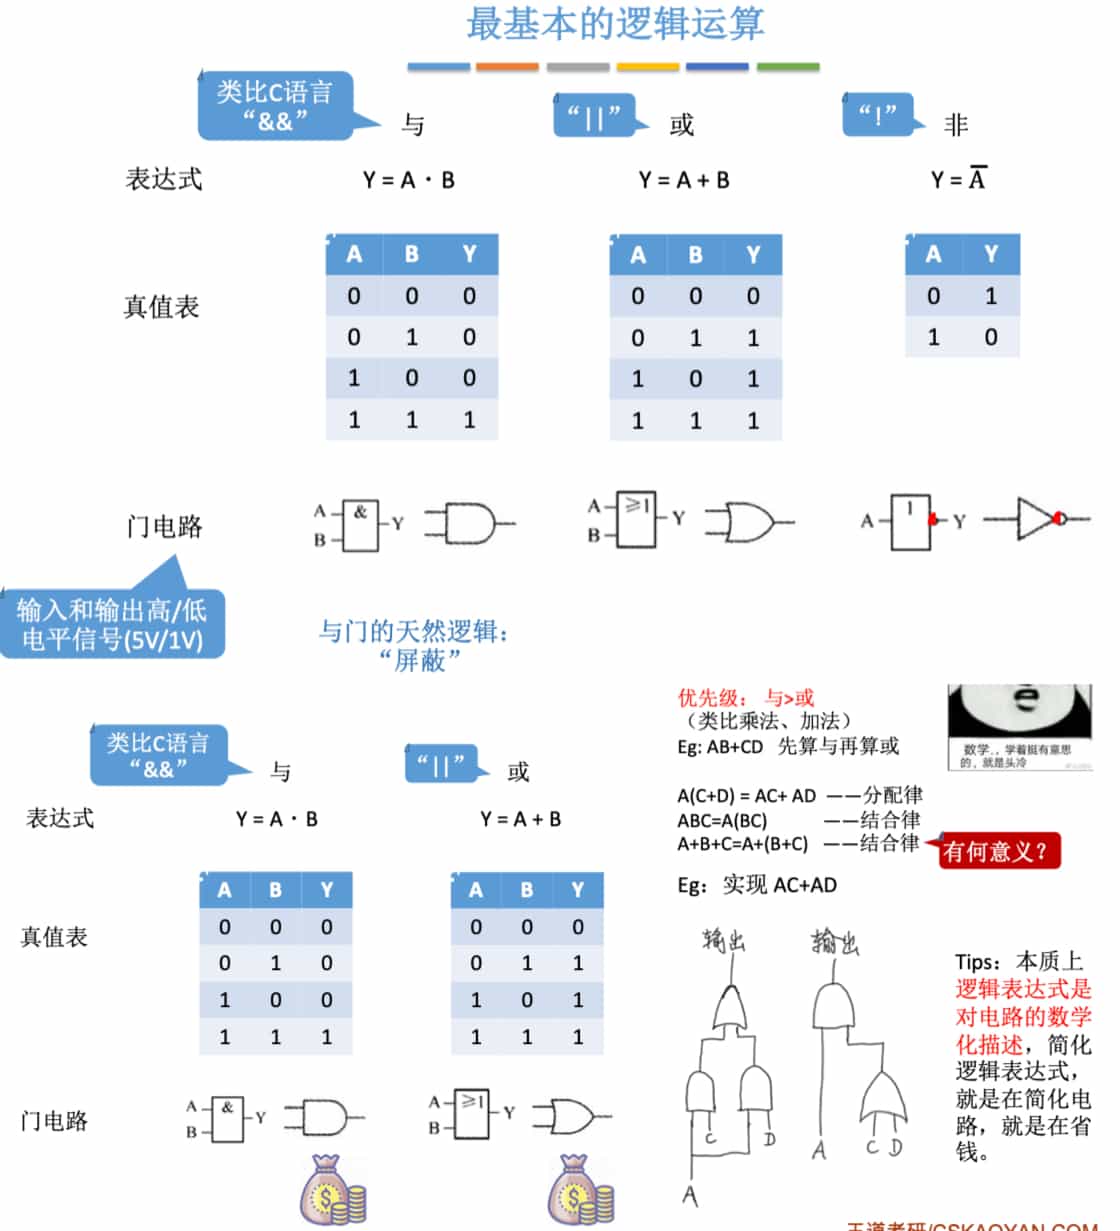 最基本的逻辑运算
类比C语言
“&&”
与
“||”
或
“!”
非
表达式
Y = A · B
Y = A + B
Y = A̅
真值表
A B Y
0 0 0
0 1 0
1 0 0
1 1 1
A B Y
0 0 0
0 1 1
1 0 1
1 1 1
A Y
0 1
1 0
门电路
A
B
&
Y
A
B
≥1
Y
A
1
Y
输入和输出高/低
电平信号(5V/1V)
与门的天然逻辑：
“屏蔽”
类比C语言
“&&”
与
“||”
或
表达式
Y = A · B
Y = A + B
真值表
A B Y
0 0 0
0 1 0
1 0 0
1 1 1
A B Y
0 0 0
0 1 1
1 0 1
1 1 1
门电路
A
B
&
Y
A
B
≥1
Y
$
$
优先级： 与>或
（类比乘法、加法）
Eg: AB+CD 先算与再算或
数学.，学着挺有意思
的，就是头冷
A(C+D) = AC+ AD ——分配律
ABC=A(BC) ——结合律
A+B+C=A+(B+C) ——结合律
有何意义？
Eg：实现 AC+AD
输出
C
D
A
输出
A
C D
Tips：本质上
逻辑表达式是
对电路的数学
化描述，简化
逻辑表达式，
就是在简化电
路，就是在省
钱。
王道考研/CSKAOYAN.COM